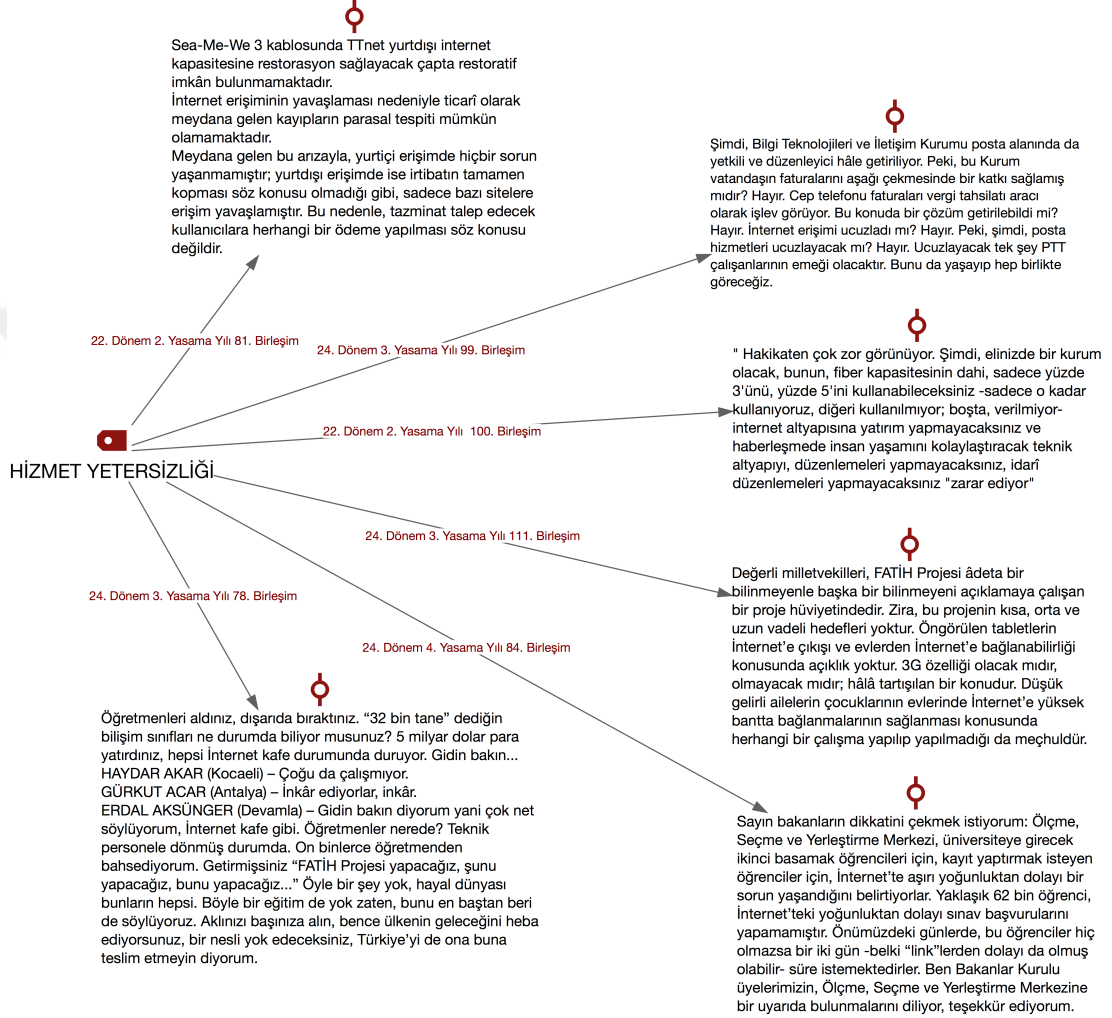 Sea-Me-We 3 kablosunda TTnet yurtdışı internet
kapasitesine restorasyon sağlayacak çapta restoratif
imkân bulunmamaktadır.
İnternet erişiminin yavaşlaması nedeniyle ticarî olarak
meydana gelen kayıpların parasal tespiti mümkün
olamamaktadır.
Meydana gelen bu arızayla, yurtiçi erişimde hiçbir sorun
yaşanmamıştır; yurtdışı erişimde ise irtibatın tamamen
kopması söz konusu olmadığı gibi, sadece bazı sitelere
erişim yavaşlamıştır. Bu nedenle, tazminat talep edecek
kullanıcılara herhangi bir ödeme yapılması söz konusu
değildir.
Şimdi, Bilgi Teknolojileri ve İletişim Kurumu posta alanında da
yetkili ve düzenleyici hâle getiriliyor. Peki, bu Kurum
vatandaşın faturalarını aşağı çekmesinde bir katkı sağlamış
mıdır? Hayır. Cep telefonu faturaları vergi tahsilatı aracı
olarak işlev görüyor. Bu konuda bir çözüm getirilebildi mi?
Hayır. İnternet erişimi ucuzladı mı? Hayır. Peki, şimdi, posta
hizmetleri ucuzlayacak mı? Hayır. Ucuzlayacak tek şey PTT
çalışanlarının emeği olacaktır. Bunu da yaşayıp hep birlikte
göreceğiz.
22. Dönem 2. Yasama Yılı 81. Birleşim
24. Dönem 3. Yasama Yılı 99. Birleşim
" Hakikaten çok zor görünüyor. Şimdi, elinizde bir kurum
olacak, bunun, fiber kapasitesinin dahi, sadece yüzde
3'ünü, yüzde 5'ini kullanabileceksiniz -sadece o kadar
kullanıyoruz, diğeri kullanılmıyor; boşta, verilmiyor-
internet altyapısına yatırım yapmayacaksınız ve
haberleşmede insan yaşamını kolaylaştıracak teknik
altyapıyı, düzenlemeleri yapmayacaksınız, idarî
düzenlemeleri yapmayacaksınız "zarar ediyor"
22. Dönem 2. Yasama Yılı  100. Birleşim
HİZMET YETERSİZLİĞİ
24. Dönem 3. Yasama Yılı 111. Birleşim
Değerli milletvekilleri, FATİH Projesi âdeta bir
bilinmeyenle başka bir bilinmeyeni açıklamaya çalışan
bir proje hüviyetindedir. Zira, bu projenin kısa, orta ve
uzun vadeli hedefleri yoktur. Öngörülen tabletlerin
İnternet’e çıkışı ve evlerden İnternet’e bağlanabilirliği
konusunda açıklık yoktur. 3G özelliği olacak mıdır,
olmayacak mıdır; hâlâ tartışılan bir konudur. Düşük
gelirli ailelerin çocuklarının evlerinde İnternet’e yüksek
bantta bağlanmalarının sağlanması konusunda
herhangi bir çalışma yapılıp yapılmadığı da meçhuldür.
24. Dönem 3. Yasama Yılı 78. Birleşim
24. Dönem 4. Yasama Yılı 84. Birleşim
Öğretmenleri aldınız, dışarıda bıraktınız. “32 bin tane” dediğin
bilişim sınıfları ne durumda biliyor musunuz? 5 milyar dolar para
yatırdınız, hepsi İnternet kafe durumunda duruyor. Gidin bakın...
HAYDAR AKAR (Kocaeli) – Çoğu da çalışmıyor.
GÜRKUT ACAR (Antalya) – İnkâr ediyorlar, inkâr.
ERDAL AKSÜNGER (Devamla) – Gidin bakın diyorum yani çok net
söylüyorum, İnternet kafe gibi. Öğretmenler nerede? Teknik
personele dönmüş durumda. On binlerce öğretmenden
bahsediyorum. Getirmişsiniz “FATİH Projesi yapacağız, şunu
yapacağız, bunu yapacağız...” Öyle bir şey yok, hayal dünyası
bunların hepsi. Böyle bir eğitim de yok zaten, bunu en baştan beri
de söylüyoruz. Aklınızı başınıza alın, bence ülkenin geleceğini heba
ediyorsunuz, bir nesli yok edeceksiniz, Türkiye’yi de ona buna
teslim etmeyin diyorum.
Sayın bakanların dikkatini çekmek istiyorum: Ölçme,
Seçme ve Yerleştirme Merkezi, üniversiteye girecek
ikinci basamak öğrencileri için, kayıt yaptırmak isteyen
öğrenciler için, İnternet’te aşırı yoğunluktan dolayı bir
sorun yaşandığını belirtiyorlar. Yaklaşık 62 bin öğrenci,
İnternet’teki yoğunluktan dolayı sınav başvurularını
yapamamıştır. Önümüzdeki günlerde, bu öğrenciler hiç
olmazsa bir iki gün -belki “link”lerden dolayı da olmuş
olabilir- süre istemektedirler. Ben Bakanlar Kurulu
üyelerimizin, Ölçme, Seçme ve Yerleştirme Merkezine
bir uyarıda bulunmalarını diliyor, teşekkür ediyorum.